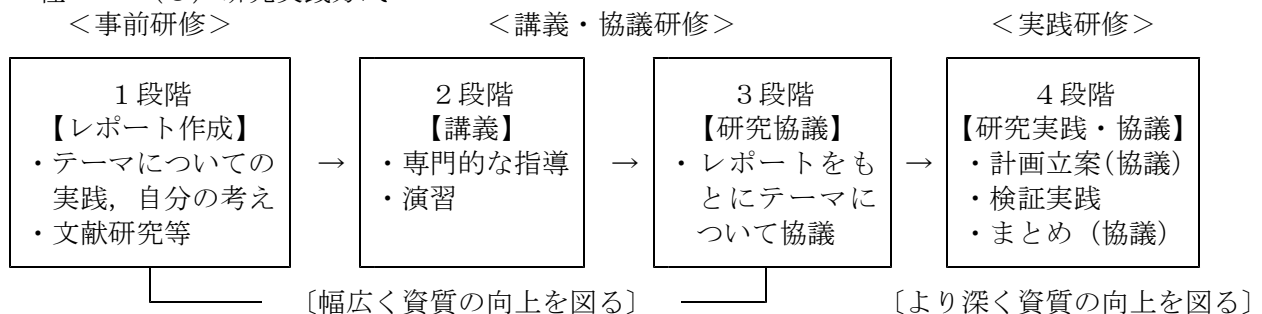 ＜事前研修＞
＜講義・協議研修＞
＜実践研修＞
１段階
【レポート作成】
・テーマについての
実践，自分の考え
・文献研究等
→
２段階
【講義】
・専門的な指導
・演習
→
３段階
【研究協議】
・レポートをも
とにテーマに
ついて協議
→
４段階
【研究実践・協議】
・計画立案(協議)
・検証実践
・まとめ（協議）
〔幅広く資質の向上を図る〕
〔より深く資質の向上を図る〕